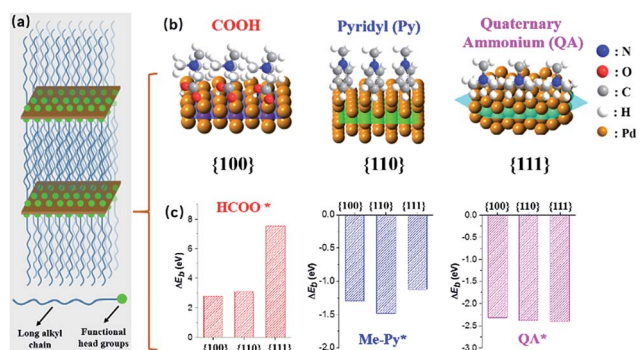 (a)
Long alkyl
chain
Functional
head groups
(b)
COOH
Pyridyl (Py)
Quaternary
Ammonium (QA)
: N
: O
: C
: H
: Pd
{100}
{110}
{111}
(c)
HCOO *
ΔEb (eV)
8
6
4
2
0
{100}
{110}
{111}
{100}
{110}
{111}
ΔEb (eV)
0.0
-0.5
-1.0
-1.5
-2.0
Me-Py*
{100}
{110}
{111}
ΔEb (eV)
0.0
-0.5
-1.0
-1.5
-2.0
-2.5
-3.0
QA*